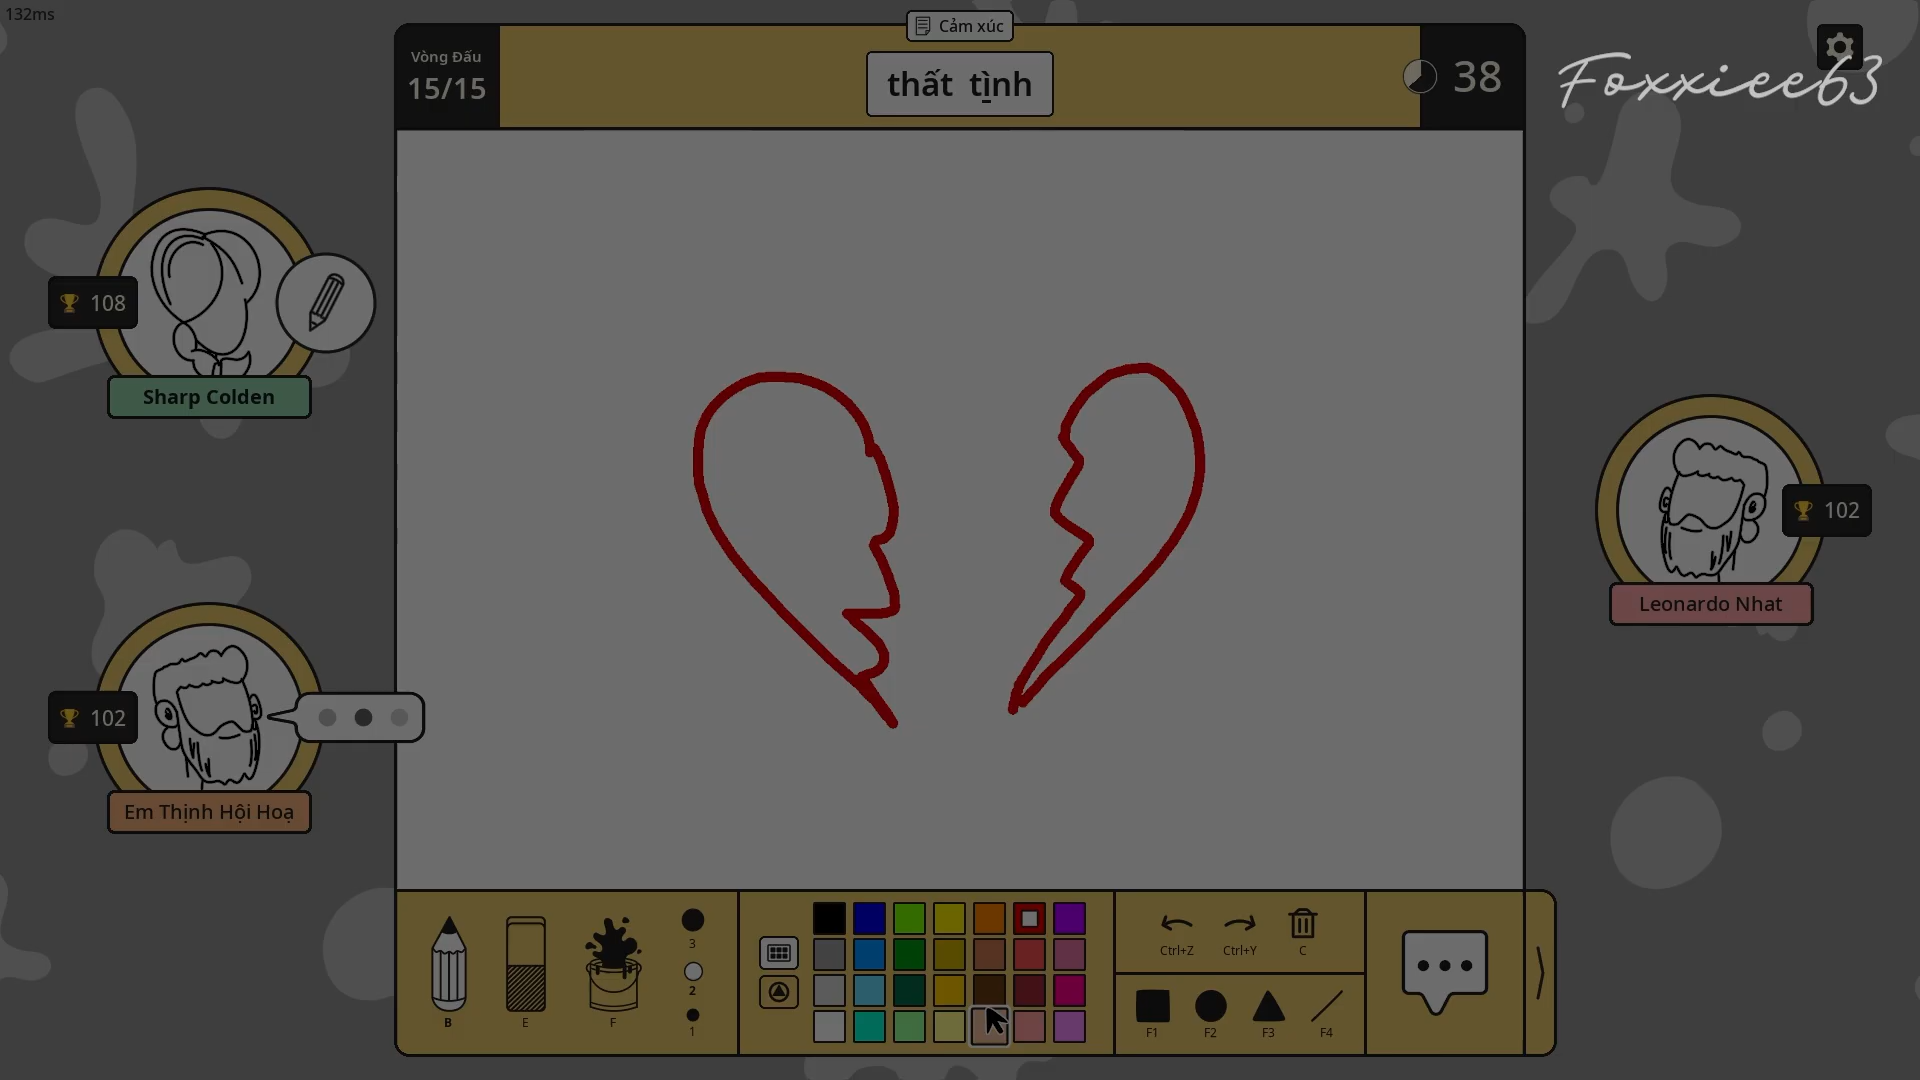 132ms
Cảm xúc
Vòng Đấu
15/15
thất tình
38
Foxxiee63
108
Sharp Colden
102
Leonardo Nhat
102
Em Thịnh Hội Hoạ
B
E
F
3
2
1
Ctrl+Z
Ctrl+Y
C
F1
F2
F3
F4